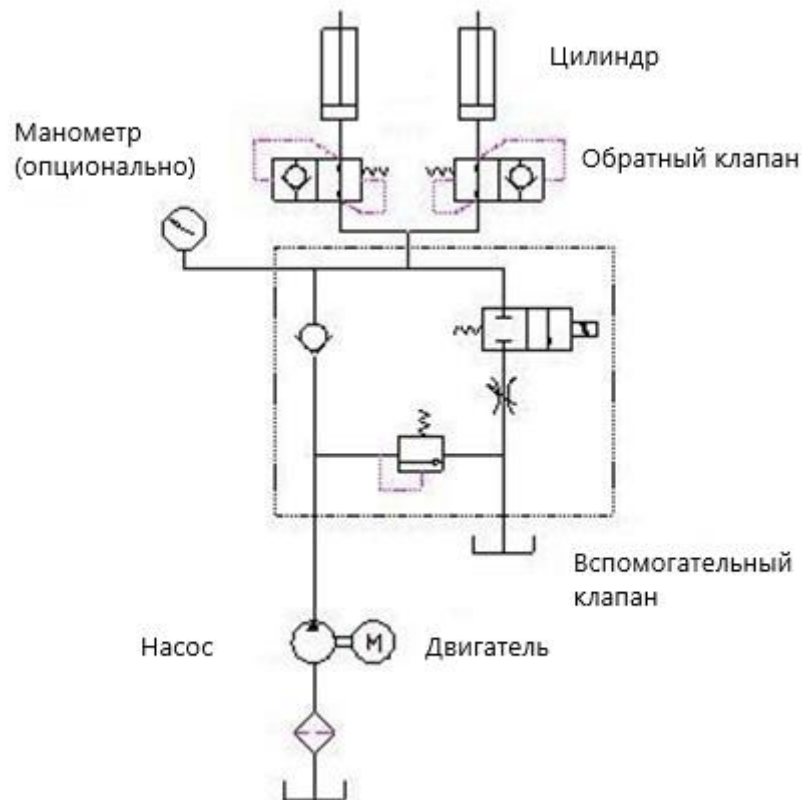 Цилиндр
Манометр
(опционально)
Обратный клапан
Вспомогательный
клапан
Насос
М
Двигатель